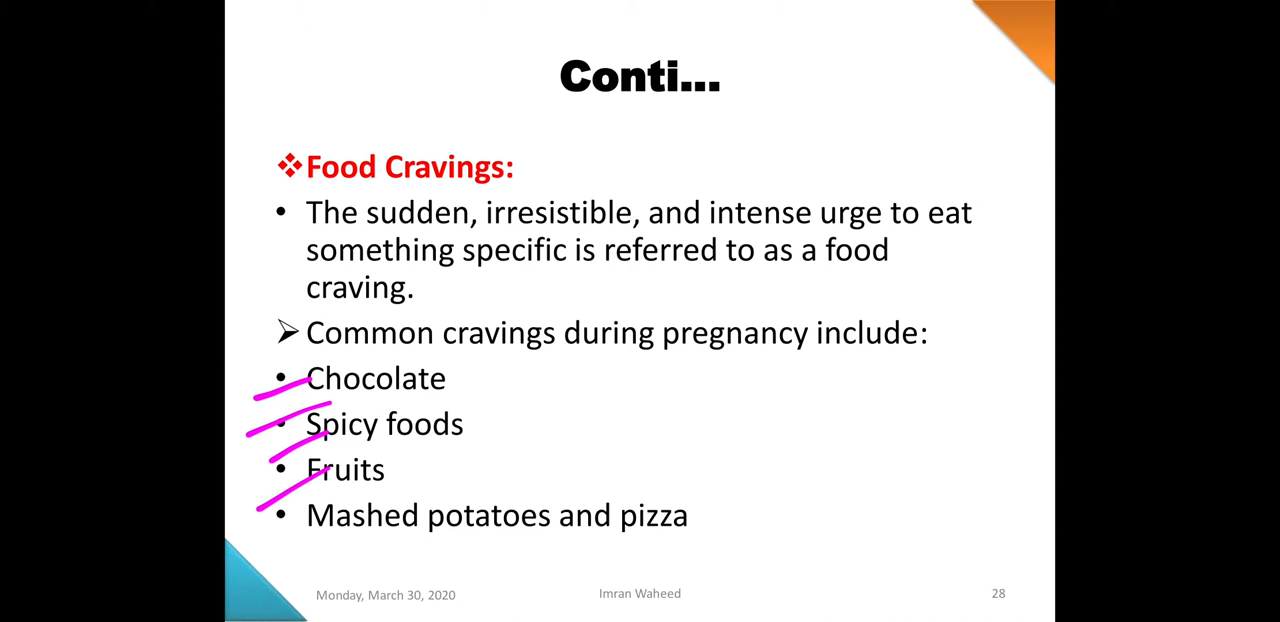 Conti...
❖Food Cravings:
• The sudden, irresistible, and intense urge to eat
something specific is referred to as a food
craving.
➢ Common cravings during pregnancy include:
• Chocolate
• Spicy foods
• Fruits
• Mashed potatoes and pizza
Monday, March 30, 2020
Imran Waheed
28